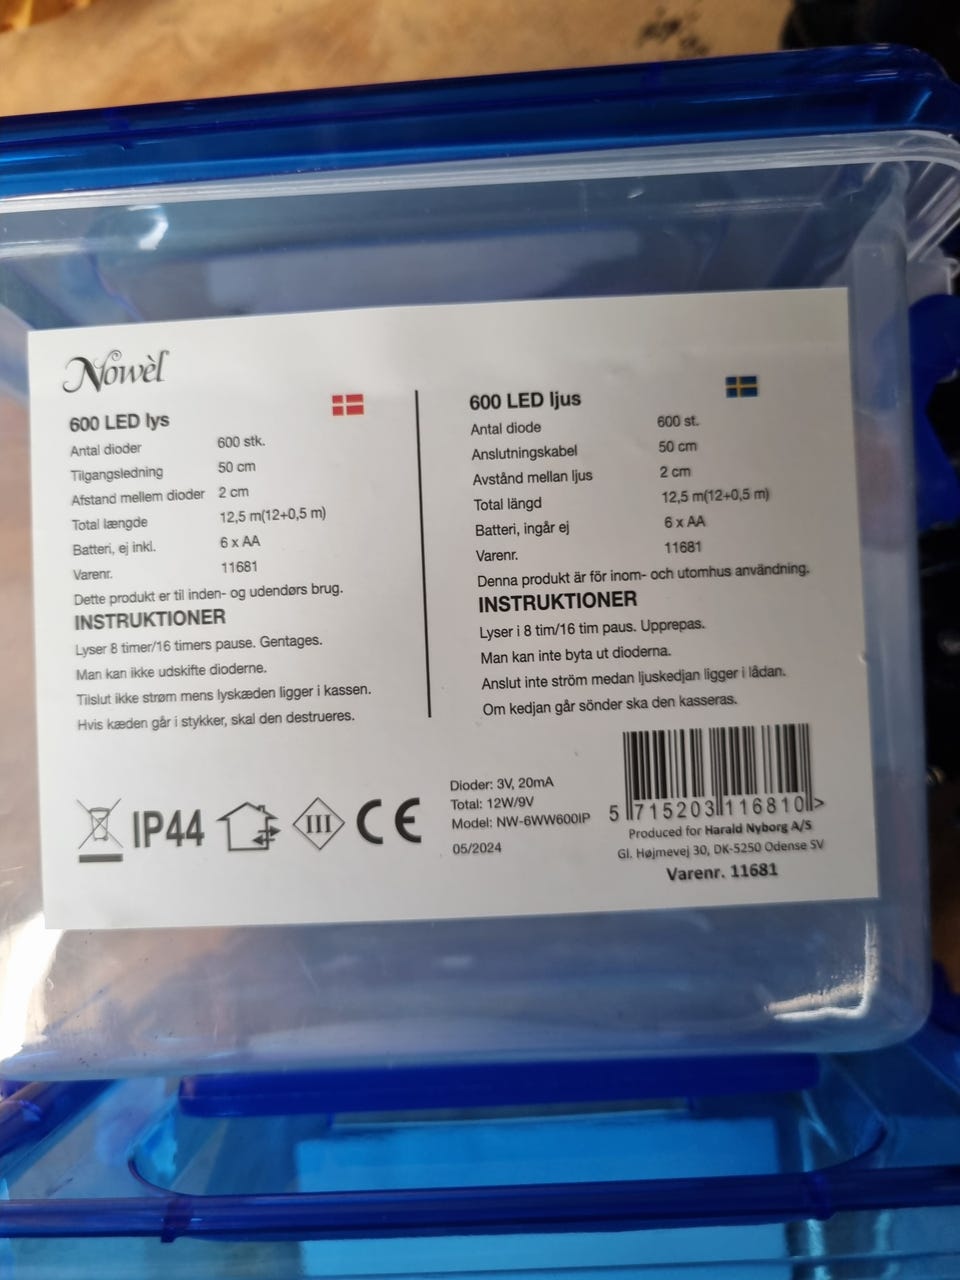 Nowèl
600 LED lys
Antal dioder 600 stk.
Tilgangsledning 50 cm
Afstand mellem dioder 2 cm
Total længde 12,5 m(12+0,5 m)
Batteri, ej inkl. 6 x AA
Varenr. 11681
Dette produkt er til inden- og udendørs brug.
INSTRUKTIONER
Lyser 8 timer/16 timers pause. Gentages.
Man kan ikke udskifte dioderne.
Tilslut ikke strøm mens lyskæden ligger i kassen.
Hvis kæden går i stykker, skal den destrueres.
600 LED ljus
Antal diode 600 st.
Anslutningskabel 50 cm
Avstånd mellan ljus 2 cm
Total längd 12,5 m(12+0,5 m)
Batteri, ingår ej 6 x AA
Varenr. 11681
Denna produkt är för inom- och utomhus användning.
INSTRUKTIONER
Lyser i 8 tim/16 tim paus. Upprepas.
Man kan inte byta ut dioderna.
Anslut inte ström medan ljuskedjan ligger i lådan.
Om kedjan går sönder ska den kasseras.
IP44
III
CE
Dioder: 3V, 20mA
Total: 12W/9V
Model: NW-6WW600IP
05/2024
5 715203 116810 >
Produced for Harald Nyborg A/S
Gl. Højmevej 30, DK-5250 Odense SV
Varenr. 11681